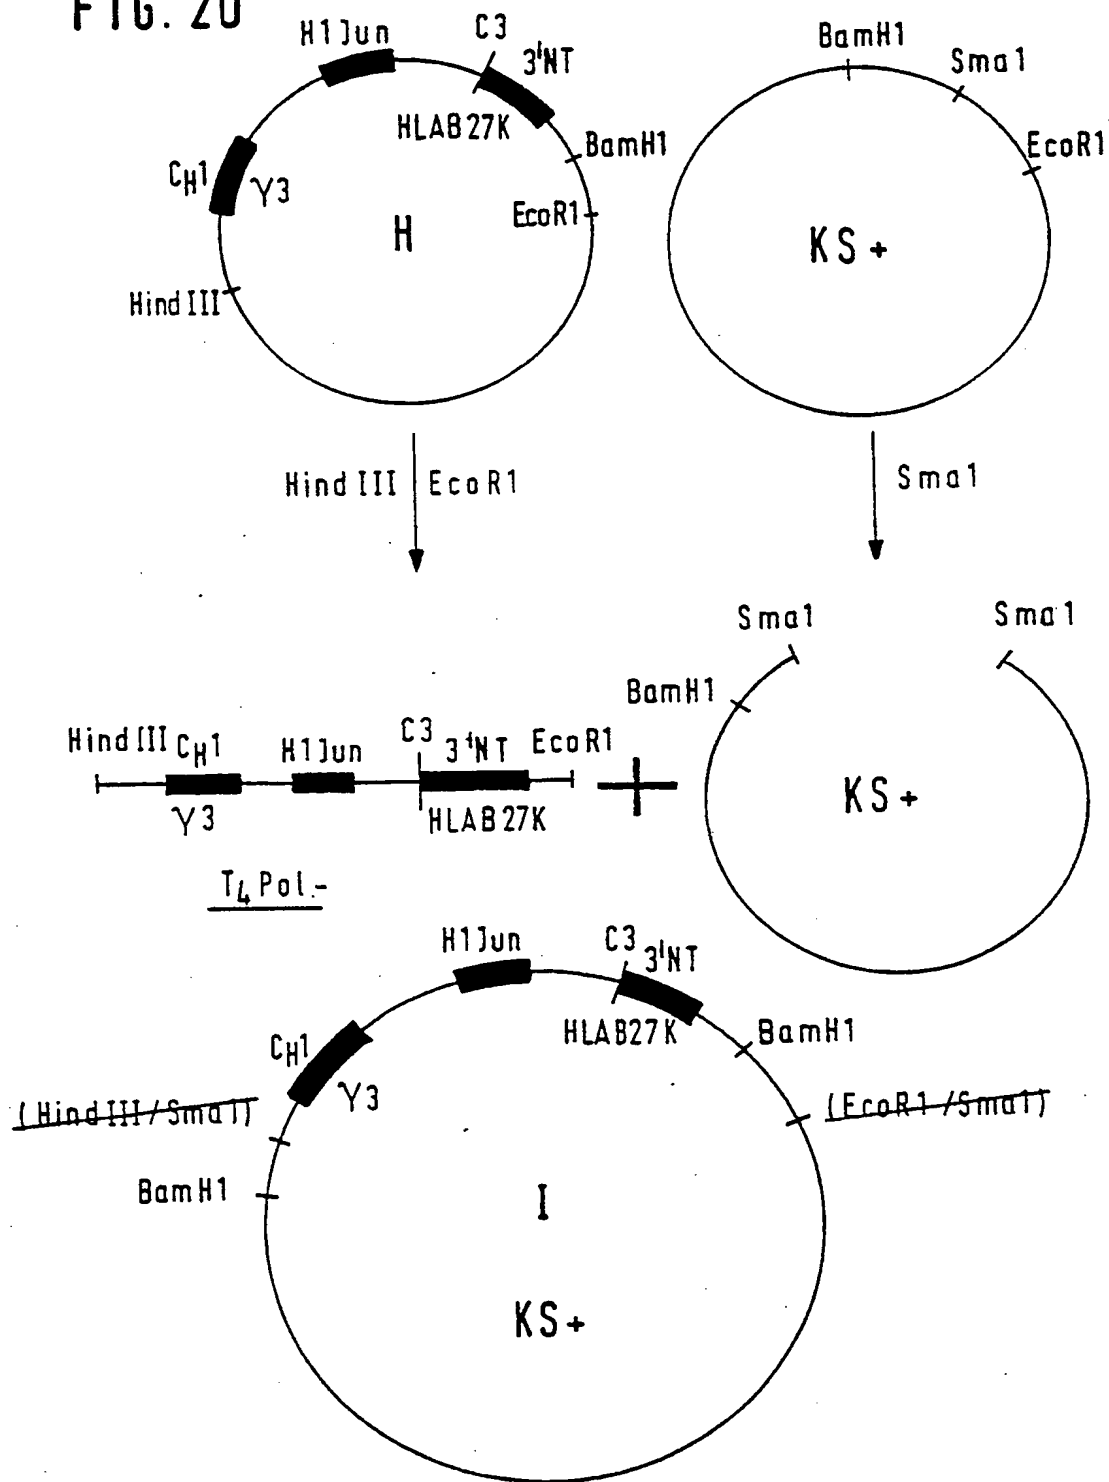 FIG. 20
H1Jun
C3
3'NT
HLAB27K
BamH1
EcoR1
CH1
γ3
H
HindIII
BamH1
Sma1
EcoR1
KS+
HindIII
EcoR1
Sma1
HindIII
CH1
γ3
H1Jun
C3
3'NT
HLAB27K
EcoR1
+
Sma1
Sma1
BamH1
KS+
T4 Pol.-
H1Jun
C3
3'NT
HLAB27K
BamH1
CH1
γ3
(HindIII/Sma1)
(EcoR1/Sma1)
BamH1
I
KS+